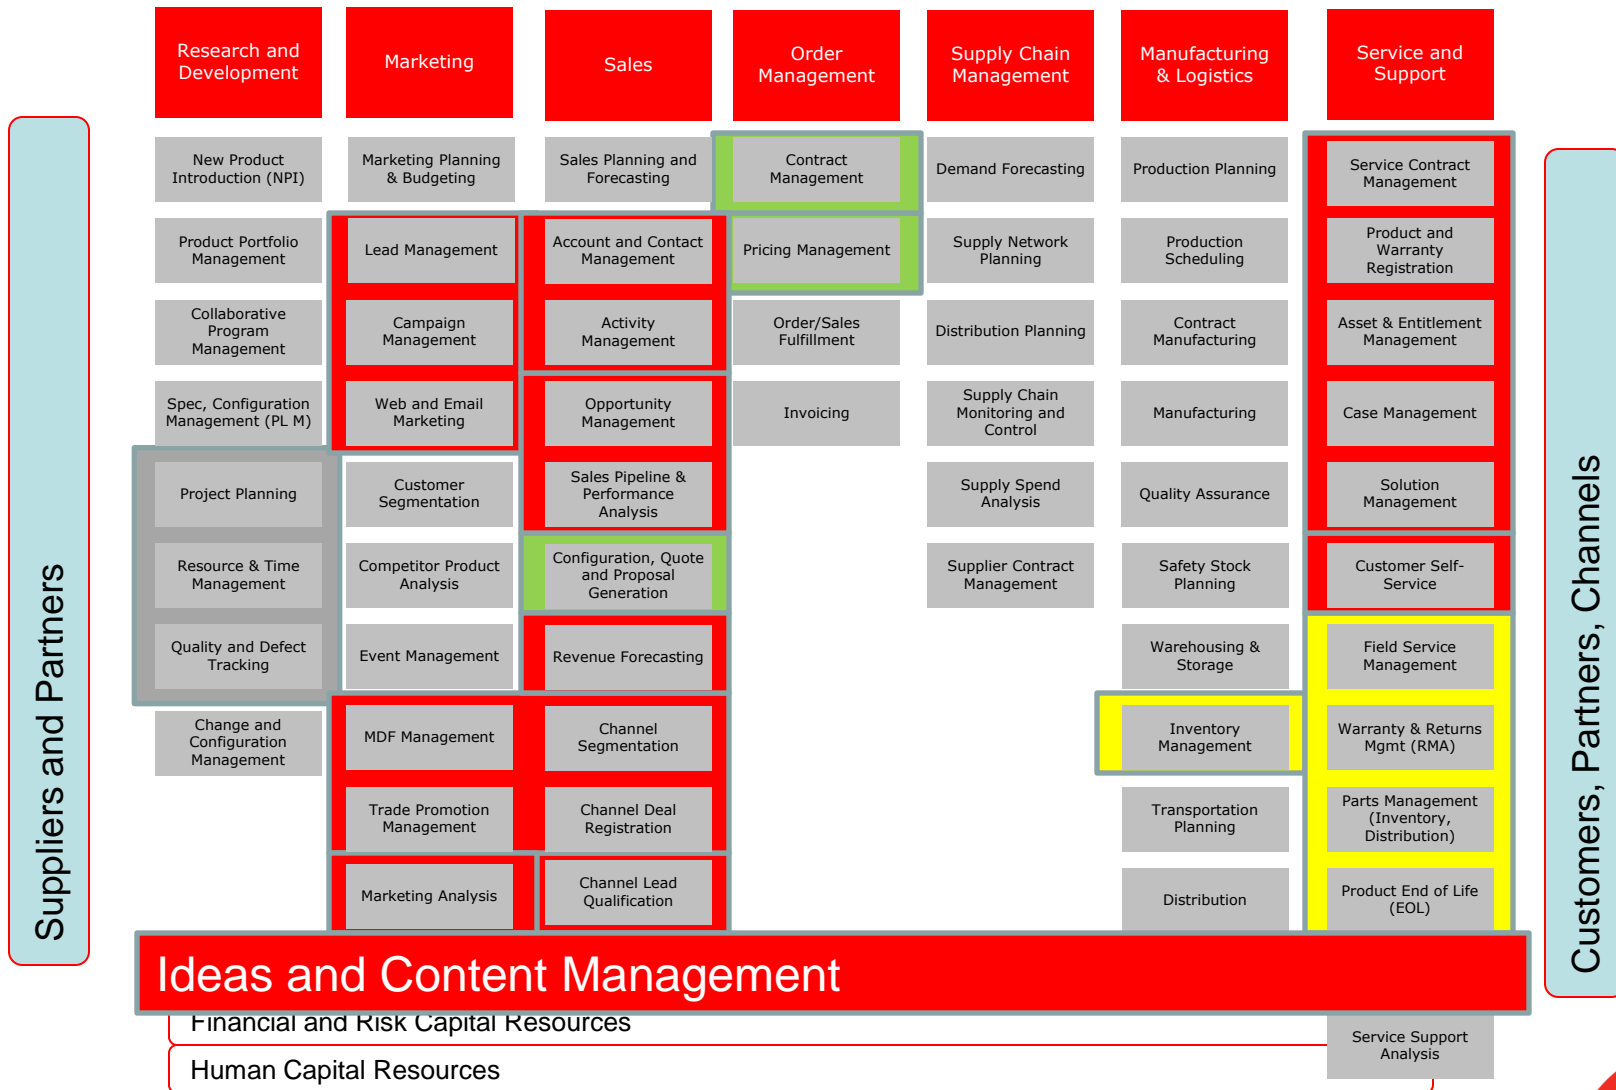 Research and
Development
Marketing
Sales
Order
Management
Supply Chain
Management
Manufacturing
& Logistics
Service and
Support
Suppliers and Partners
New Product
Introduction (NPI)
Product Portfolio
Management
Collaborative
Program
Management
Spec, Configuration
Management (PL M)
Project Planning
Resource & Time
Management
Quality and Defect
Tracking
Change and
Configuration
Management
Marketing Planning
& Budgeting
Lead Management
Campaign
Management
Web and Email
Marketing
Customer
Segmentation
Competitor Product
Analysis
Event Management
MDF Management
Trade Promotion
Management
Marketing Analysis
Sales Planning and
Forecasting
Account and Contact
Management
Activity
Management
Opportunity
Management
Sales Pipeline &
Performance
Analysis
Configuration, Quote
and Proposal
Generation
Revenue Forecasting
Channel
Segmentation
Channel Deal
Registration
Channel Lead
Qualification
Contract
Management
Pricing Management
Order/Sales
Fulfillment
Invoicing
Demand Forecasting
Supply Network
Planning
Distribution Planning
Supply Chain
Monitoring and
Control
Supply Spend
Analysis
Supplier Contract
Management
Production Planning
Production
Scheduling
Contract
Manufacturing
Manufacturing
Quality Assurance
Safety Stock
Planning
Warehousing &
Storage
Inventory
Management
Transportation
Planning
Distribution
Service Contract
Management
Product and
Warranty
Registration
Asset & Entitlement
Management
Case Management
Solution
Management
Customer Self-
Service
Field Service
Management
Warranty & Returns
Mgmt (RMA)
Parts Management
(Inventory,
Distribution)
Product End of Life
(EOL)
Service Support
Analysis
Customers, Partners, Channels
Ideas and Content Management
Financial and Risk Capital Resources
Human Capital Resources